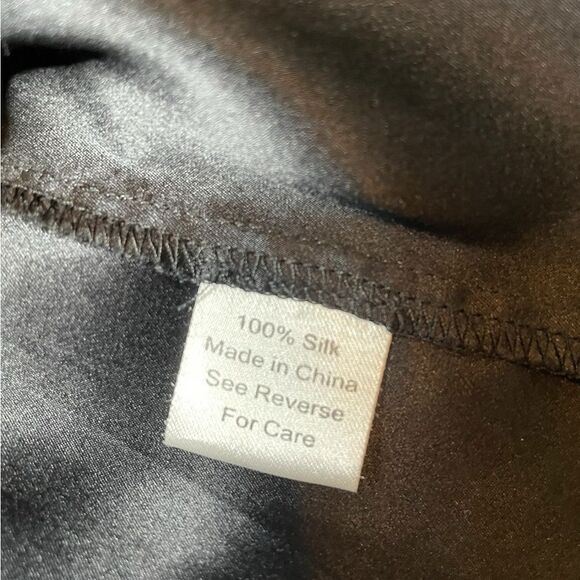 100% Silk
Made in China
See Reverse
For Care